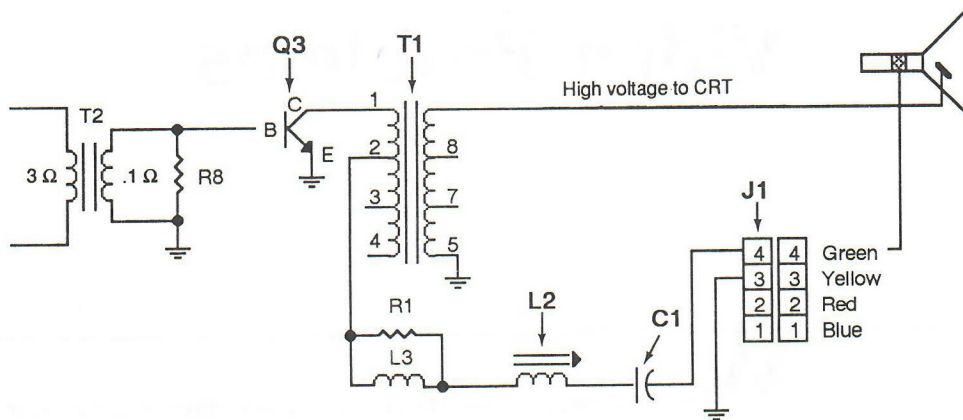 Q3
T1
High voltage to CRT
T2
C
B
E
1
2
3
4
8
7
5
3 Ω
.1 Ω
R8
J1
4 4 Green
3 3 Yellow
2 2 Red
1 1 Blue
R1
L3
L2
C1